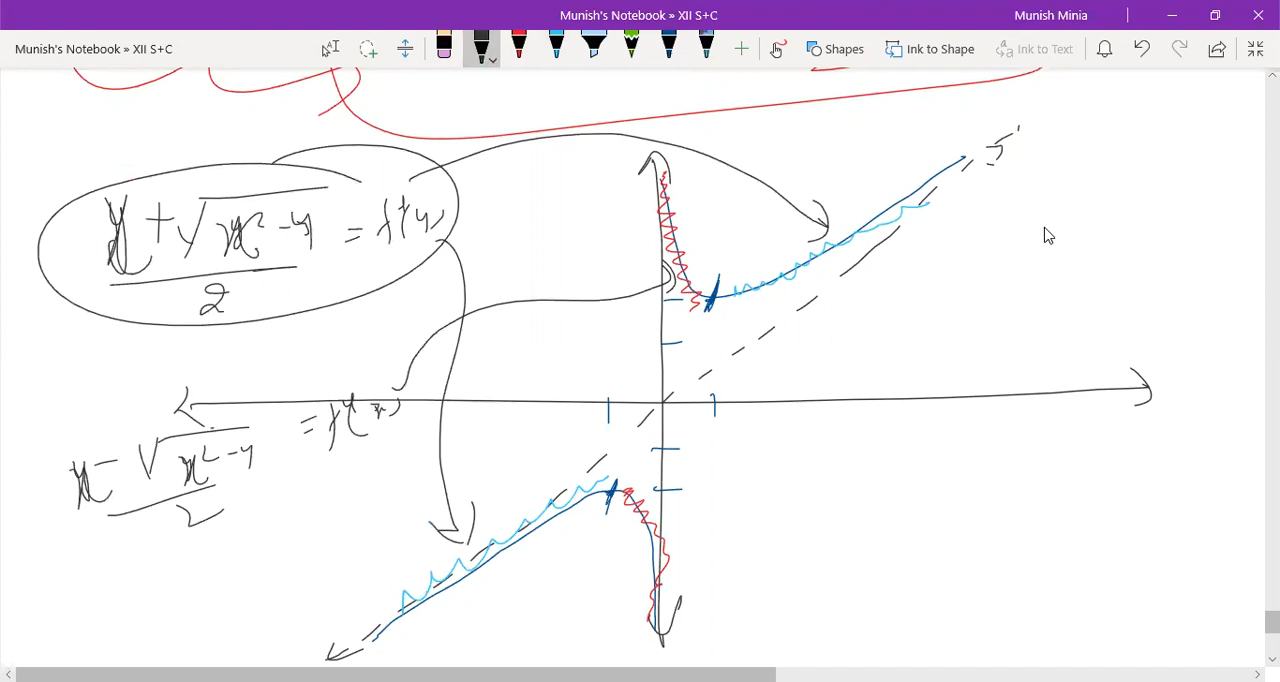 Munish's Notebook » XII S+C
Munish Minia
Munish's Notebook » XII S+C
Shapes
Ink to Shape
Ink to Text
x + √x²-4 / 2 =
x - √x²-4 / 2 =